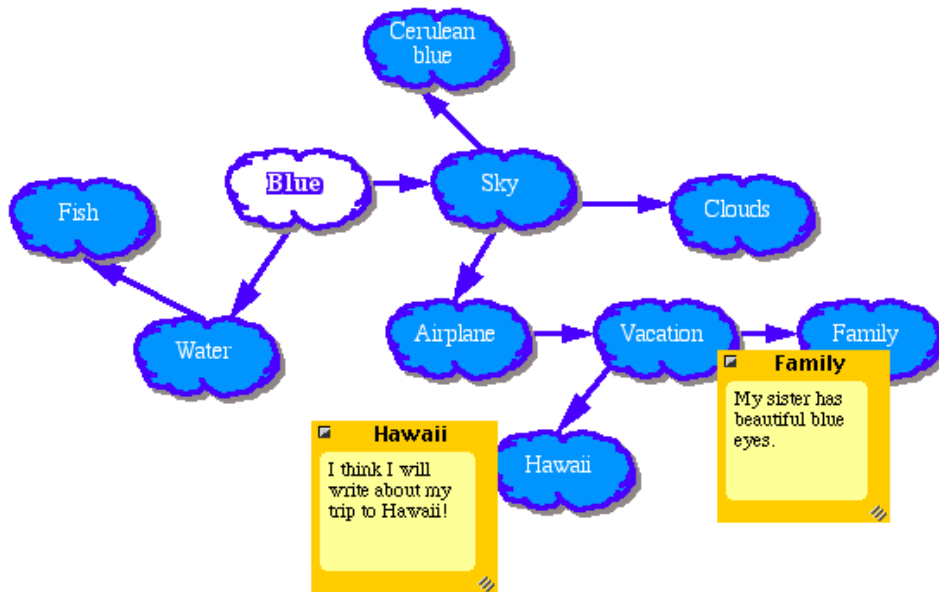 Cerulean
blue
Blue
Sky
Fish
Clouds
Water
Airplane
Vacation
Family
Family
My sister has
beautiful blue
eyes.
Hawaii
I think I will
write about my
trip to Hawaii!
Hawaii